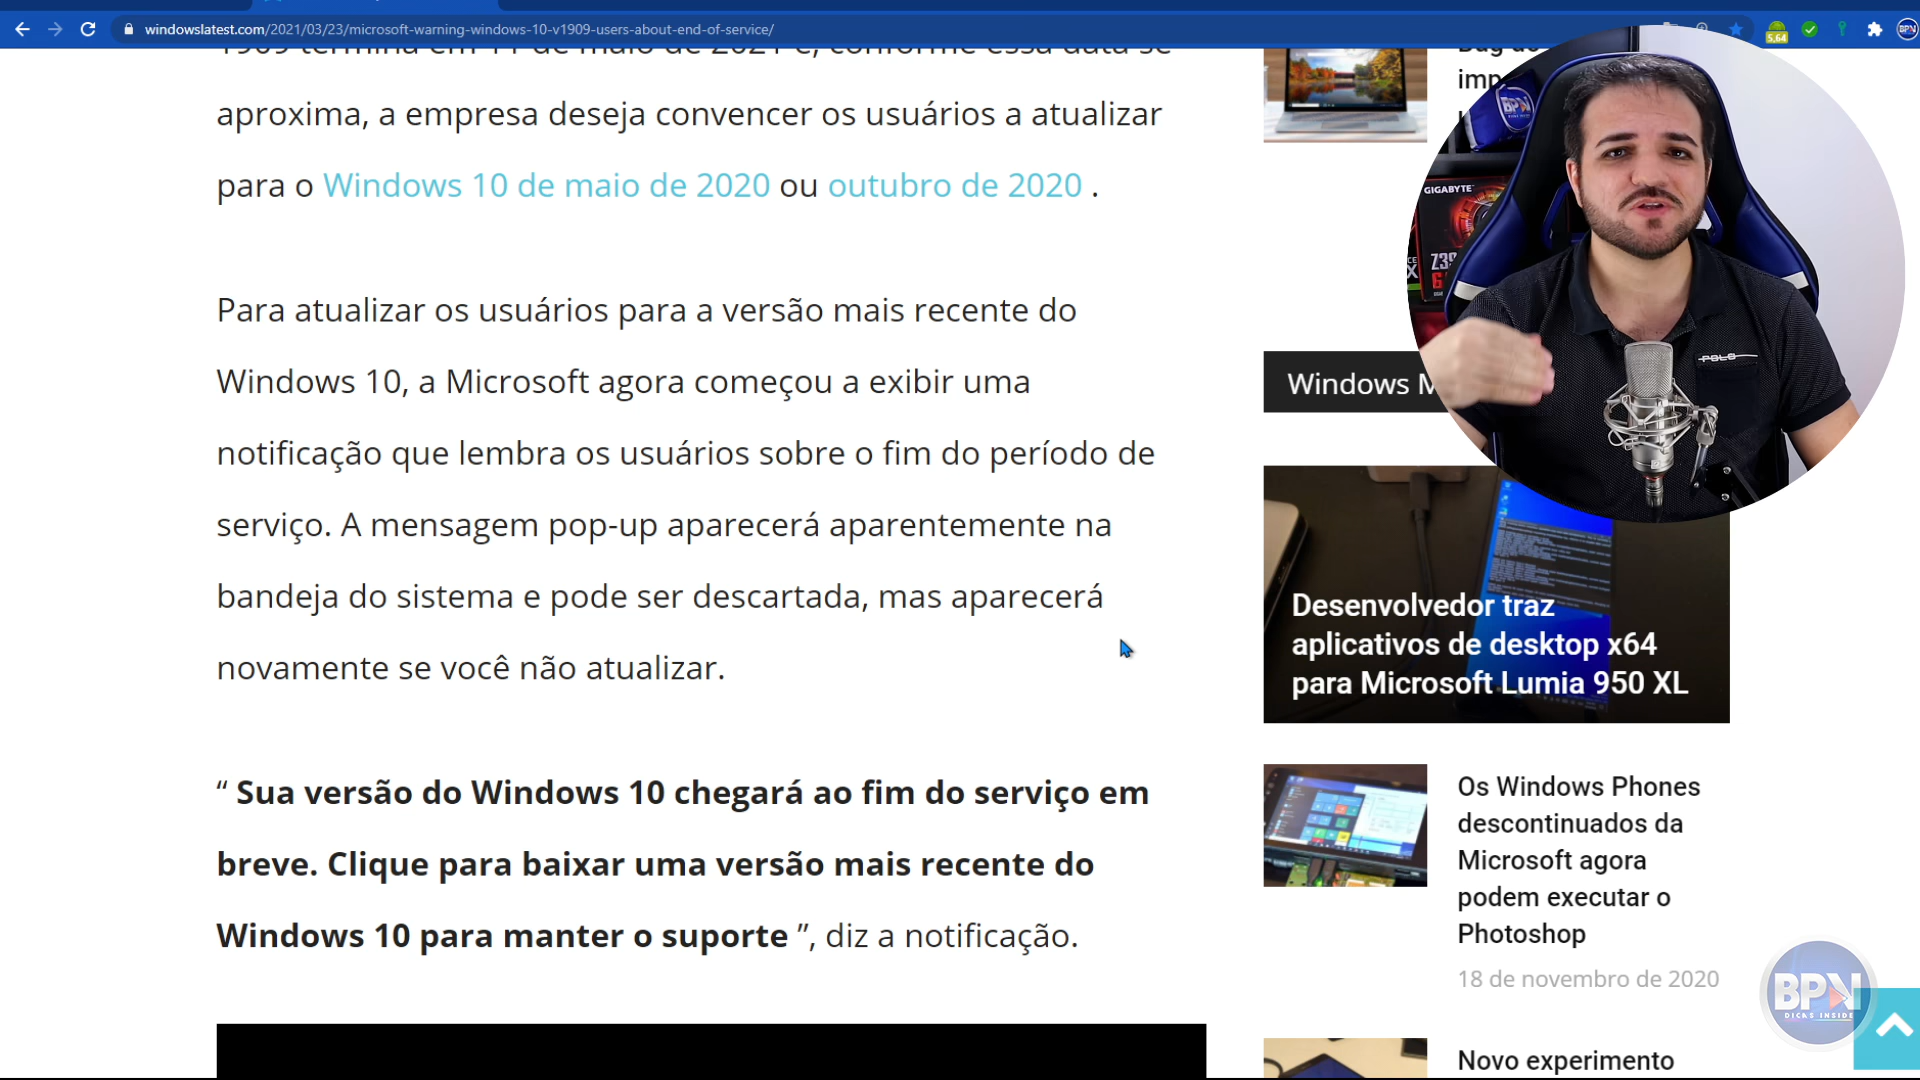 windowslatest.com/2021/03/23/microsoft-warning-windows-10-v1909-users-about-end-of-service/
5,64
BPN
1909 termina em 11 de maio de 2021 e, conforme essa data se
aproxima, a empresa deseja convencer os usuários a atualizar
para o Windows 10 de maio de 2020 ou outubro de 2020 .
Para atualizar os usuários para a versão mais recente do
Windows 10, a Microsoft agora começou a exibir uma
notificação que lembra os usuários sobre o fim do período de
serviço. A mensagem pop-up aparecerá aparentemente na
bandeja do sistema e pode ser descartada, mas aparecerá
novamente se você não atualizar.
“ Sua versão do Windows 10 chegará ao fim do serviço em
breve. Clique para baixar uma versão mais recente do
Windows 10 para manter o suporte ”, diz a notificação.
BPN
GIGABYTE™
Z39
POLO
Windows M
Desenvolvedor traz
aplicativos de desktop x64
para Microsoft Lumia 950 XL
Os Windows Phones
descontinuados da
Microsoft agora
podem executar o
Photoshop
18 de novembro de 2020
Novo experimento
BPN
DICAS INSIDE